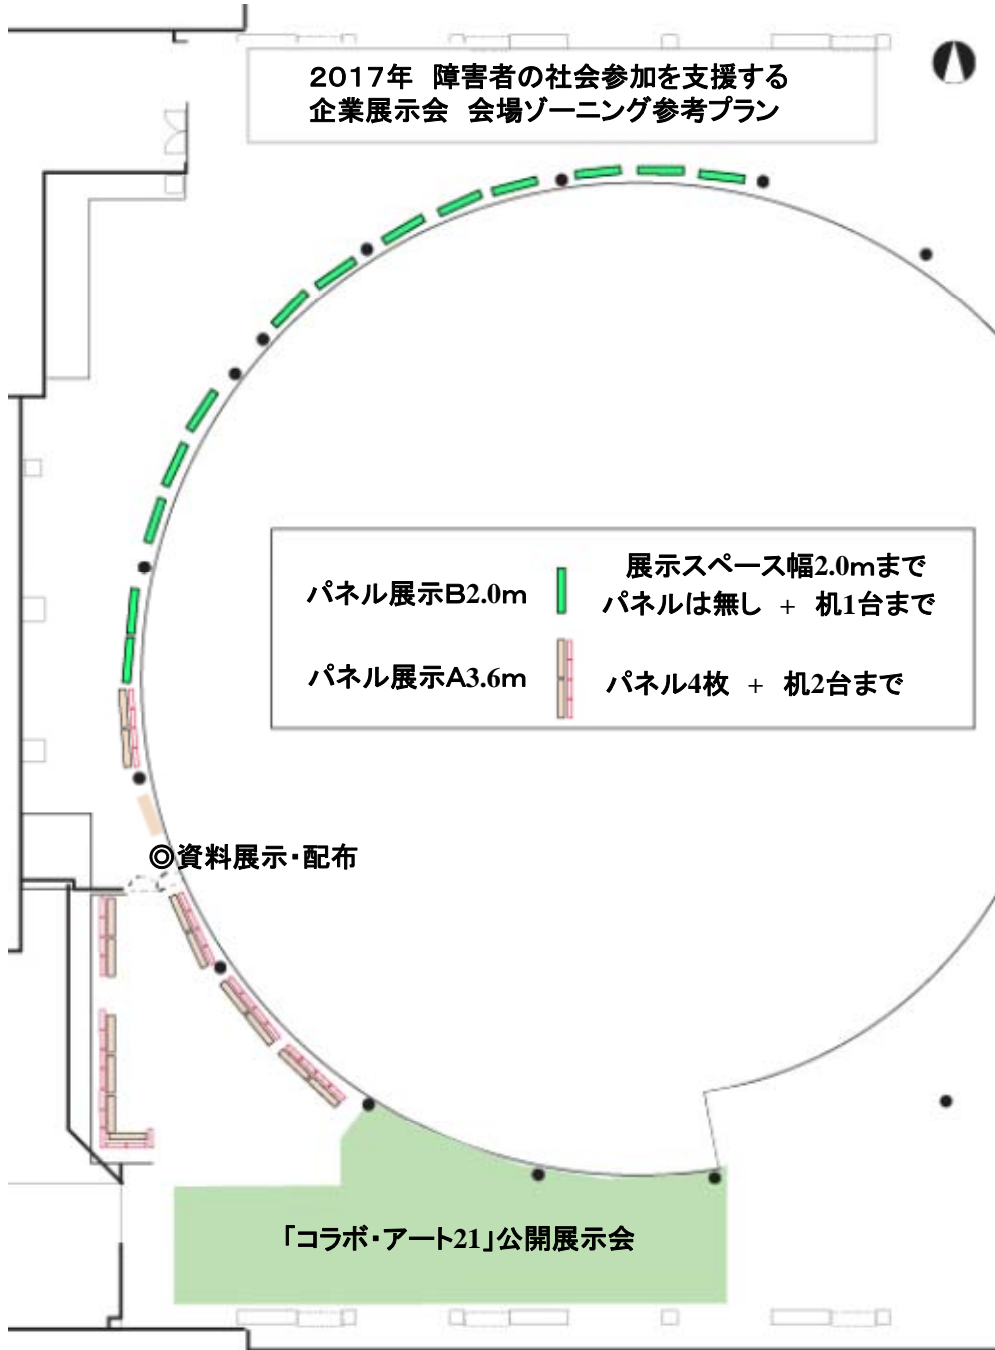 2017年　障害者の社会参加を支援する
企業展示会　会場ゾーニング参考プラン
パネル展示B2.0m
展示スペース幅2.0mまで
パネルは無し　+　机1台まで
パネル展示A3.6m
パネル4枚　+　机2台まで
◎資料展示・配布
「コラボ・アート21」公開展示会